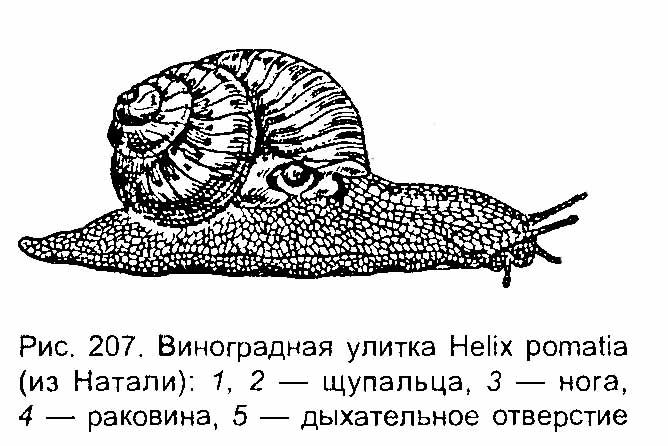 Рис. 207. Виноградная улитка Helix pomatia
(из Натали): 1, 2 — щупальца, 3 — нога,
4 — раковина, 5 — дыхательное отверстие